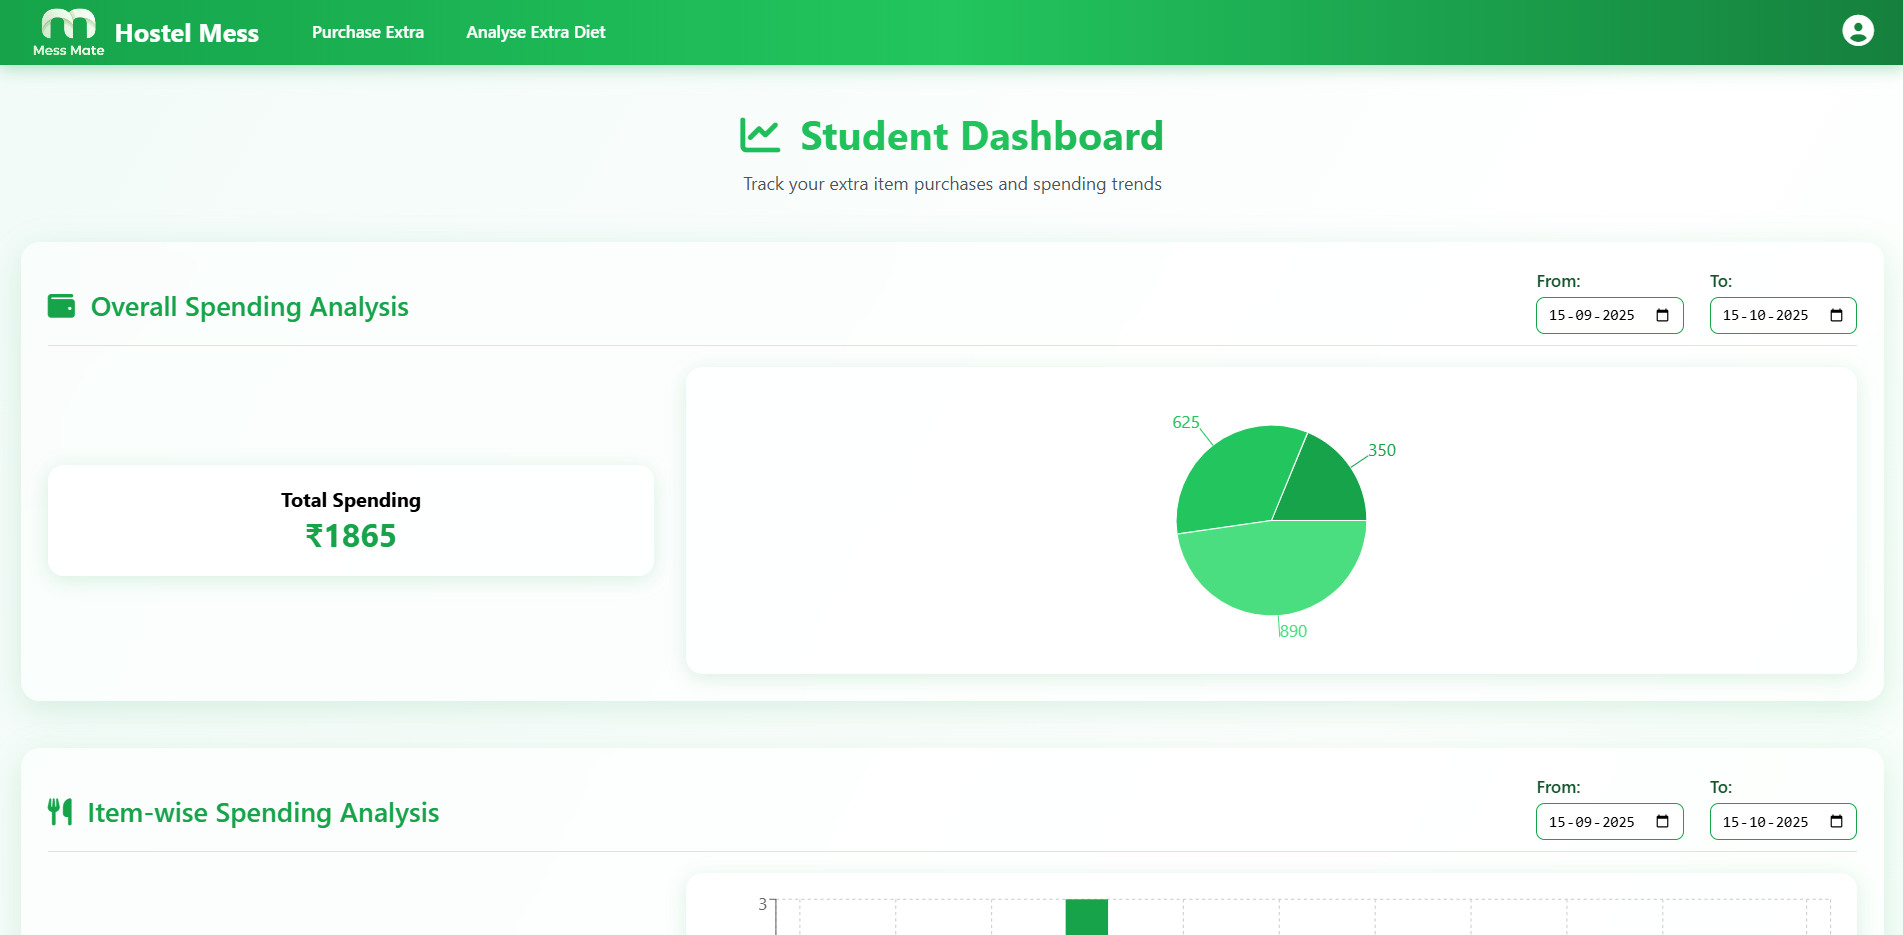 Mess Mate
Hostel Mess
Purchase Extra
Analyse Extra Diet
Student Dashboard
Track your extra item purchases and spending trends
Overall Spending Analysis
From:
To:
15-09-2025
15-10-2025
Total Spending
₹1865
625
350
890
Item-wise Spending Analysis
From:
To:
15-09-2025
15-10-2025
3